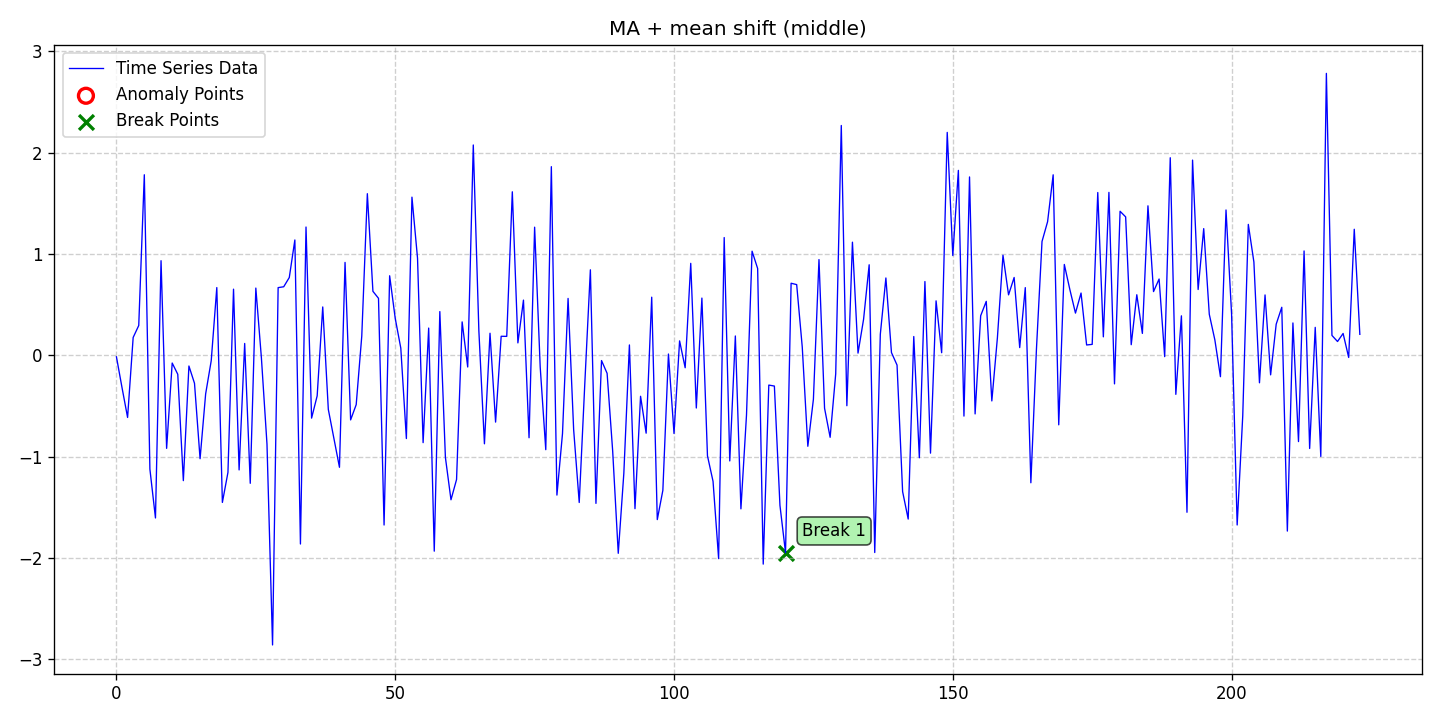 MA + mean shift (middle)
Time Series Data
Anomaly Points
Break Points
3
2
1
0
−1
−2
−3
Break 1
0
50
100
150
200